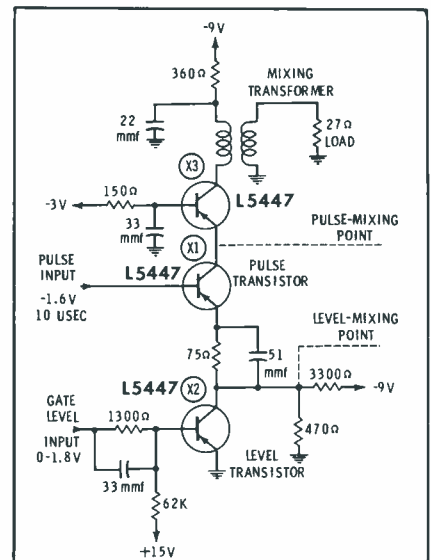 -9V
360Ω
MIXING
TRANSFORMER
22
mmf
27Ω
LOAD
X3
150Ω
-3V
L5447
33
mmf
PULSE-MIXING
POINT
X1
PULSE
INPUT
L5447
PULSE
TRANSISTOR
-1.6V
10 USEC
LEVEL-MIXING
POINT
75Ω
51
mmf
L5447
X2
3300Ω
-9V
GATE
LEVEL
1300Ω
470Ω
INPUT
0-1.8V
LEVEL
TRANSISTOR
33mmf
62K
+15V